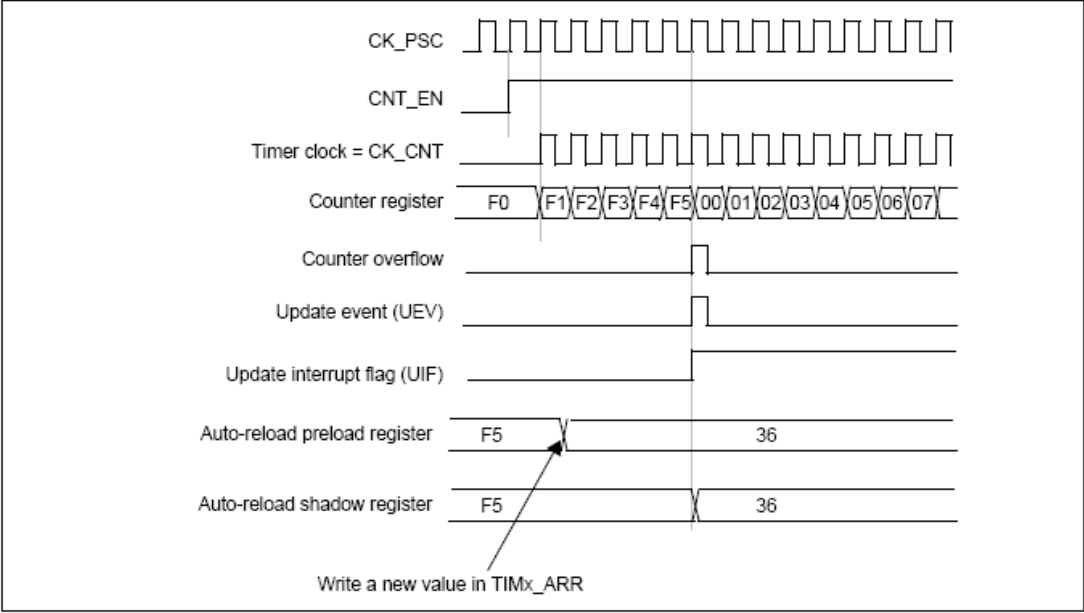 CK_PSC
CNT_EN
Timer clock = CK_CNT
Counter register F0 F1 F2 F3 F4 F5 00 01 02 03 04 05 06 07
Counter overflow
Update event (UEV)
Update interrupt flag (UIF)
Auto-reload preload register F5 36
Auto-reload shadow register F5 36
Write a new value in TIMx_ARR